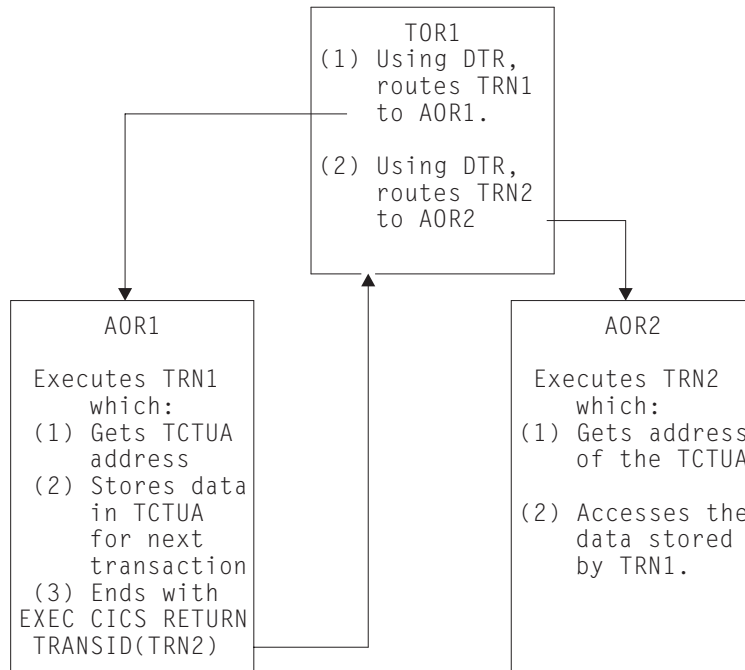 TOR1
(1) Using DTR,
routes TRN1
to AOR1.
(2) Using DTR,
routes TRN2
to AOR2
AOR1
Executes TRN1
which:
(1) Gets TCTUA
address
(2) Stores data
in TCTUA
for next
transaction
(3) Ends with
EXEC CICS RETURN
TRANSID(TRN2)
AOR2
Executes TRN2
which:
(1) Gets address
of the TCTUA
(2) Accesses the
data stored
by TRN1.